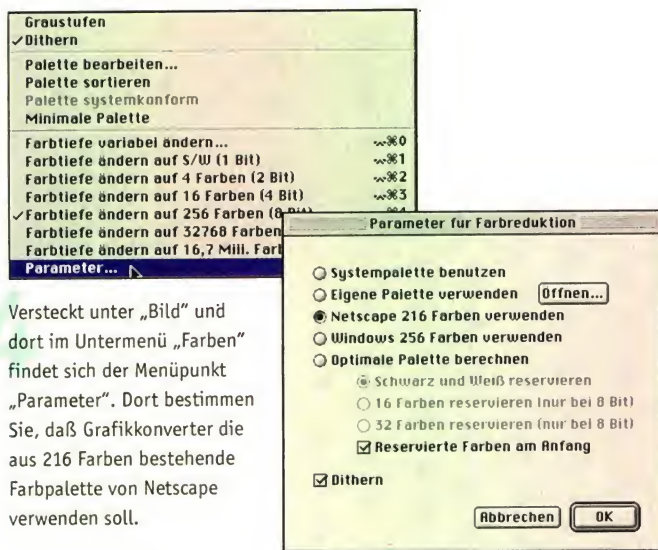 Graustufen
✓Dithern
Palette bearbeiten...
Palette sortieren
Palette systemkonform
Minimale Palette
Farbtiefe variabel ändern... ⌘0
Farbtiefe ändern auf S/W (1 Bit) ⌘1
Farbtiefe ändern auf 4 Farben (2 Bit) ⌘2
Farbtiefe ändern auf 16 Farben (4 Bit) ⌘3
✓Farbtiefe ändern auf 256 Farben (8
Farbtiefe ändern auf 32768 Farben
Farbtiefe ändern auf 16,7 Mill. Farb
Parameter...
Versteckt unter „Bild" und
dort im Untermenü „Farben"
findet sich der Menüpunkt
„Parameter". Dort bestimmen
Sie, daß Grafikkonverter die
aus 216 Farben bestehende
Farbpalette von Netscape
verwenden soll.
Parameter für Farbreduktion
Systempalette benutzen
Eigene Palette verwenden Öffnen...
Netscape 216 Farben verwenden
Windows 256 Farben verwenden
Optimale Palette berechnen
Schwarz und Weiß reservieren
16 Farben reservieren (nur bei 8 Bit)
32 Farben reservieren (nur bei 8 Bit)
Reservierte Farben am Anfang
Dithern
Abbrechen OK